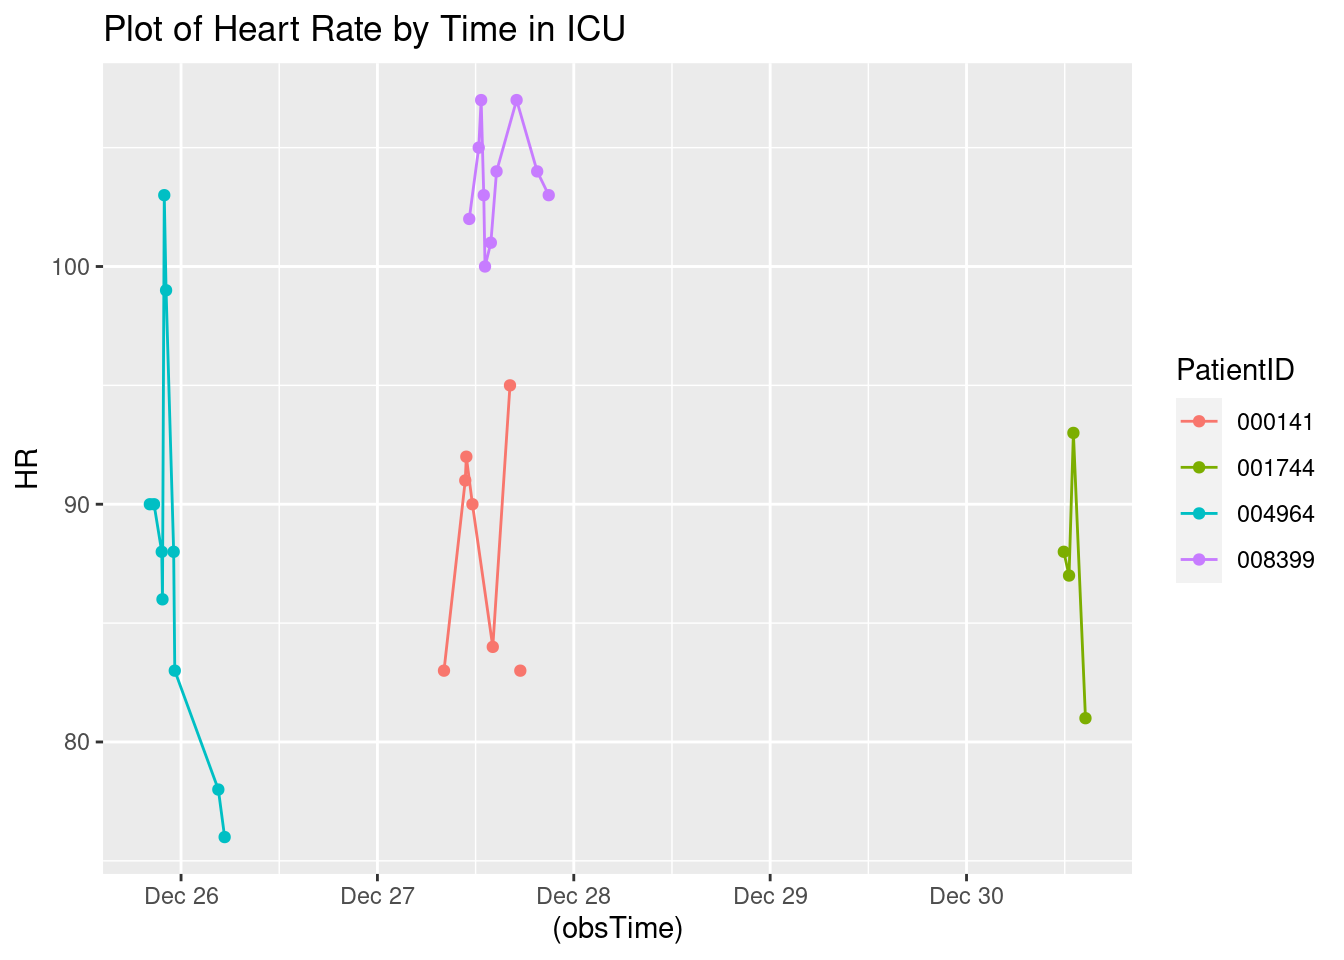 Plot of Heart Rate by Time in ICU
HR
100
90
80
Dec 26
Dec 27
Dec 28
Dec 29
Dec 30
(obsTime)
PatientID
000141
001744
004964
008399